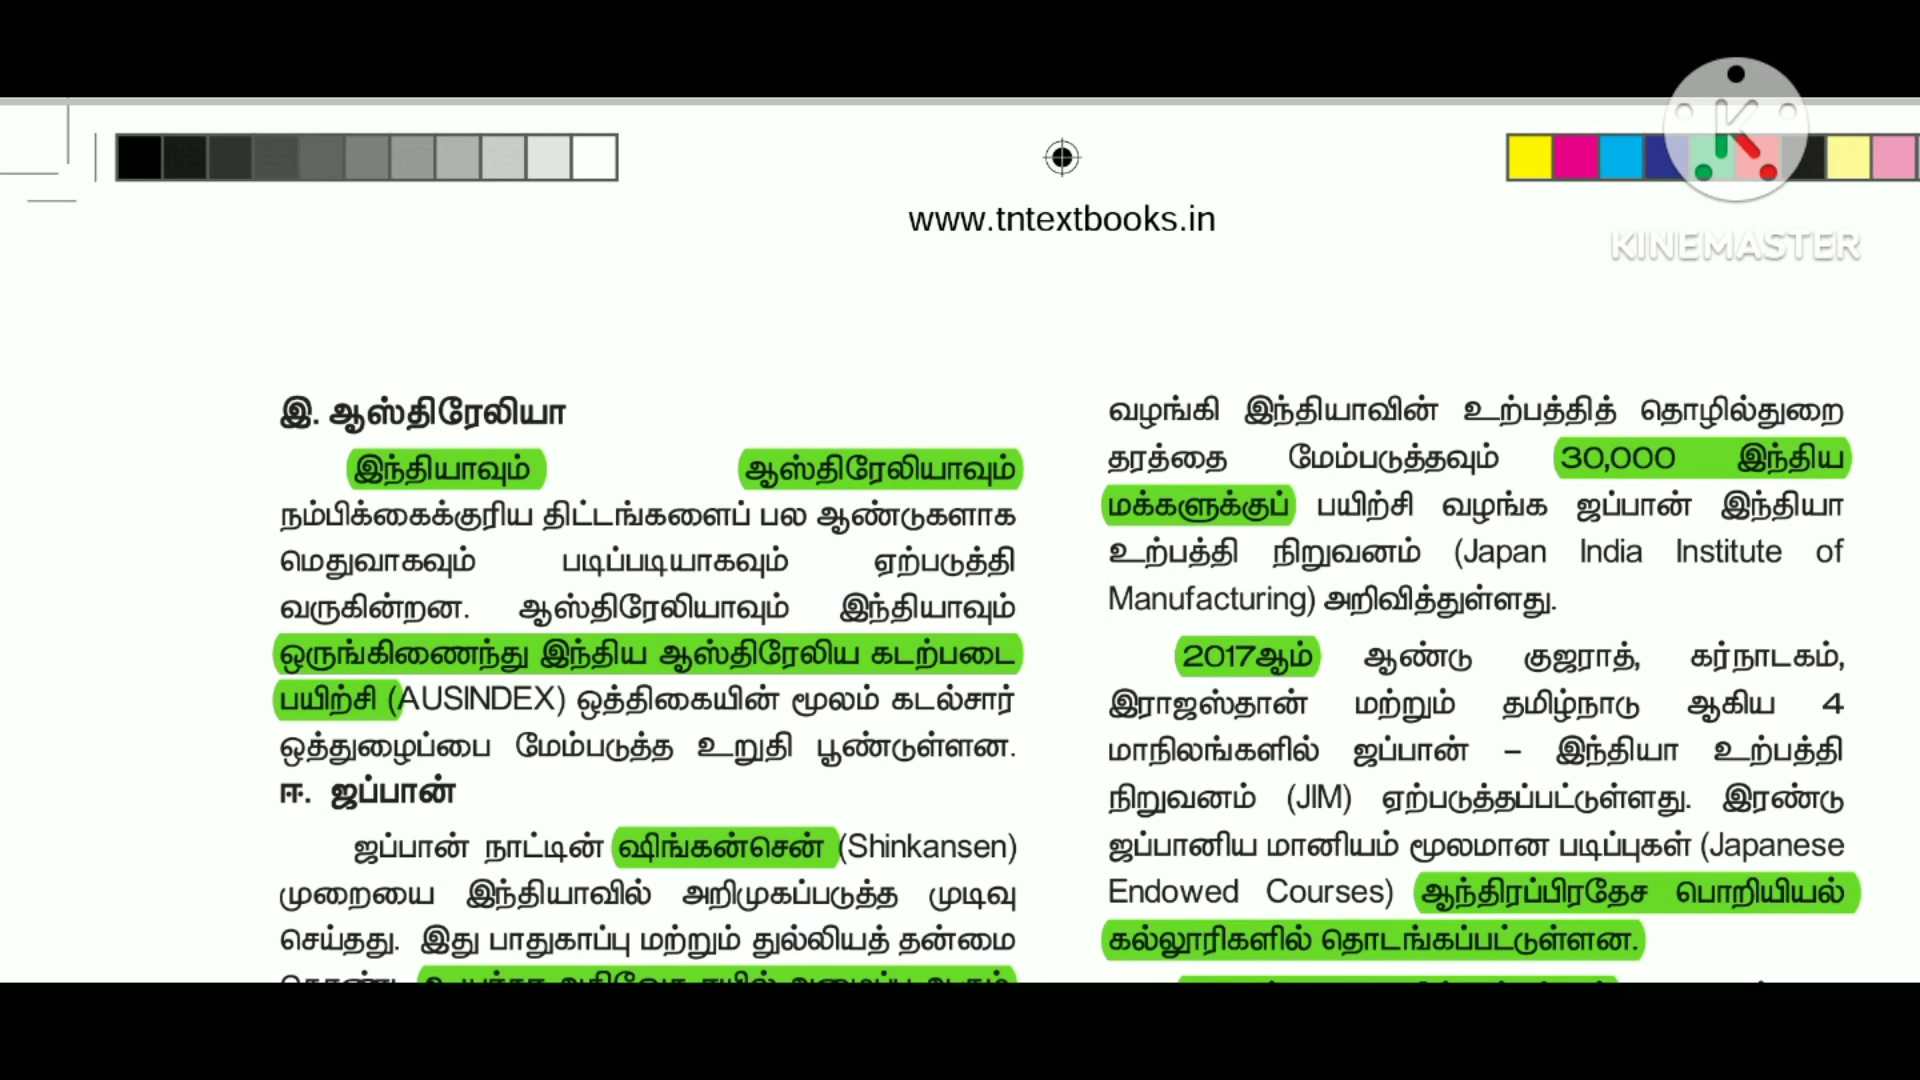 www.tntextbooks.in
KINEMASTER
இ. ஆஸ்திரேலியா
இந்தியாவும் ஆஸ்திரேலியாவும்
நம்பிக்கைக்குரிய திட்டங்களைப் பல ஆண்டுகளாக
மெதுவாகவும் படிப்படியாகவும் ஏற்படுத்தி
வருகின்றன. ஆஸ்திரேலியாவும் இந்தியாவும்
ஒருங்கிணைந்து இந்திய ஆஸ்திரேலிய கடற்படை
பயிற்சி (AUSINDEX) ஒத்திகையின் மூலம் கடல்சார்
ஒத்துழைப்பை மேம்படுத்த உறுதி பூண்டுள்ளன.
ஈ. ஜப்பான்
ஜப்பான் நாட்டின் ஷிங்கன்சென் (Shinkansen)
முறையை இந்தியாவில் அறிமுகப்படுத்த முடிவு
செய்தது. இது பாதுகாப்பு மற்றும் துல்லியத் தன்மை
வழங்கி இந்தியாவின் உற்பத்தித் தொழில்துறை
தரத்தை மேம்படுத்தவும் 30,000 இந்திய
மக்களுக்குப் பயிற்சி வழங்க ஜப்பான் இந்தியா
உற்பத்தி நிறுவனம் (Japan India Institute of
Manufacturing) அறிவித்துள்ளது.
2017ஆம் ஆண்டு குஜராத், கர்நாடகம்,
இராஜஸ்தான் மற்றும் தமிழ்நாடு ஆகிய 4
மாநிலங்களில் ஜப்பான் – இந்தியா உற்பத்தி
நிறுவனம் (JIM) ஏற்படுத்தப்பட்டுள்ளது. இரண்டு
ஜப்பானிய மானியம் மூலமான படிப்புகள் (Japanese
Endowed Courses) ஆந்திரப்பிரதேச பொறியியல்
கல்லூரிகளில் தொடங்கப்பட்டுள்ளன.